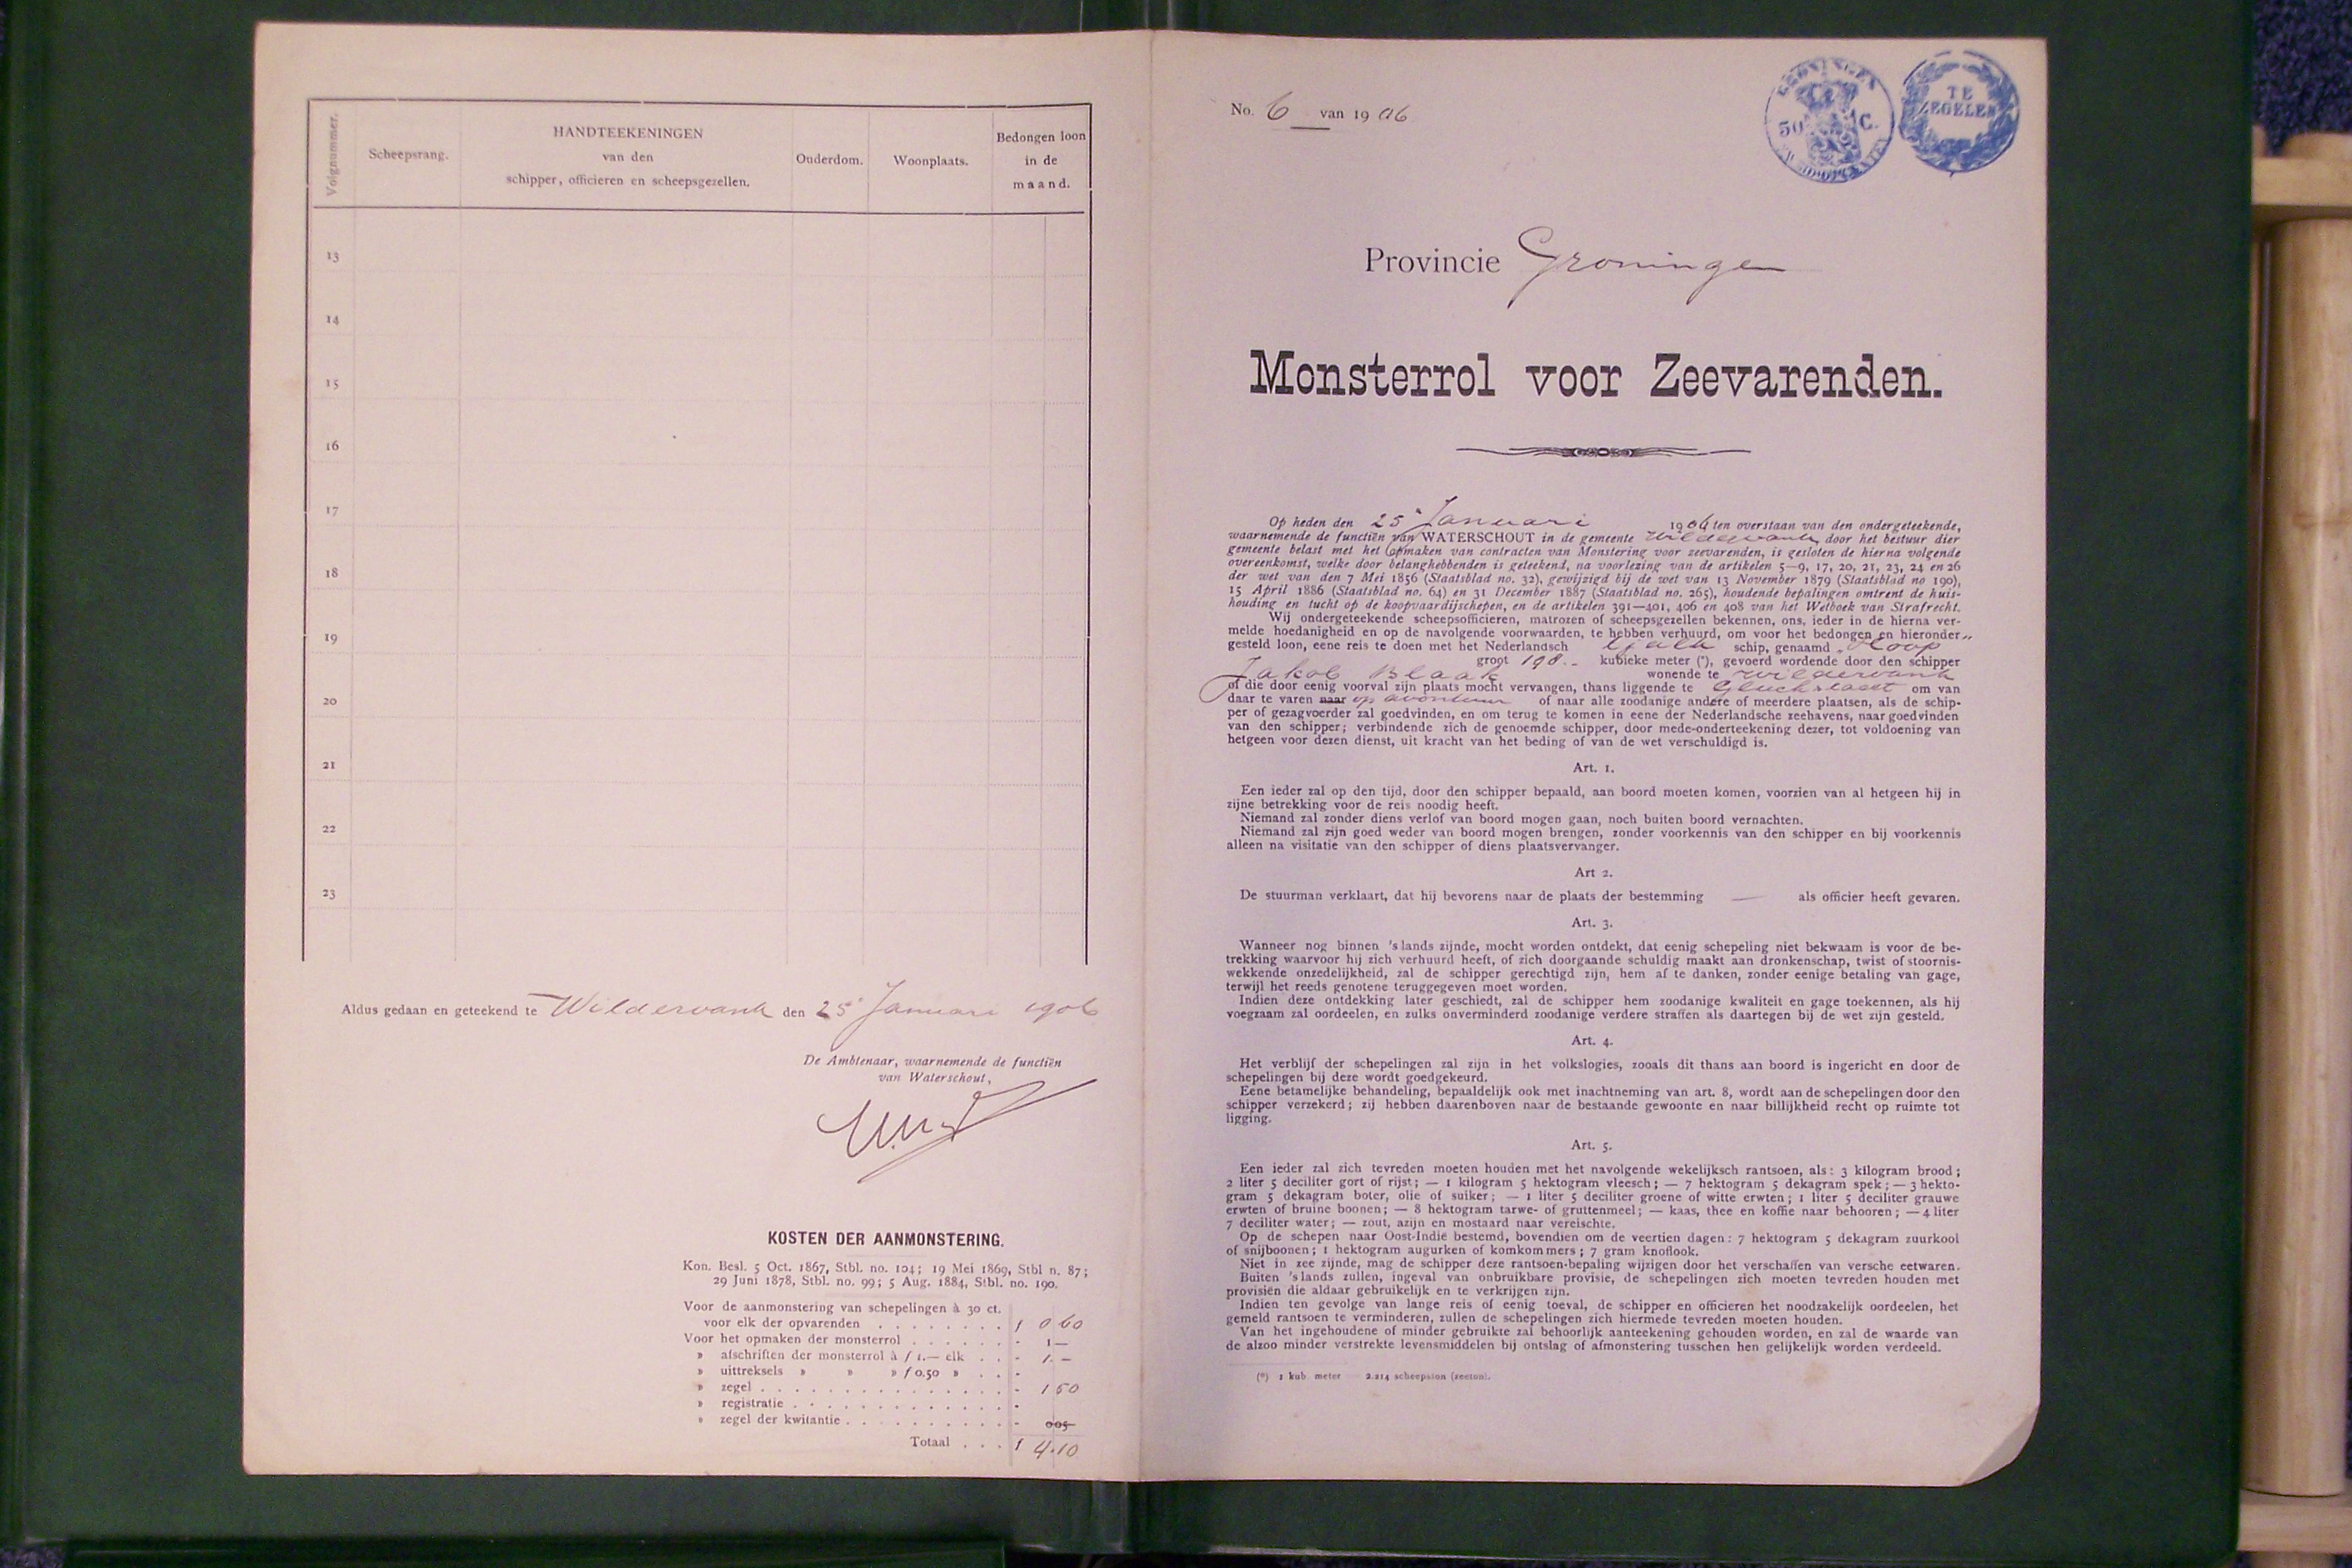 Volgnummer.
Scheepsrang.
HANDTEEKENINGEN
van den
schipper, officieren en scheepsgezellen.
Ouderdom.
Woonplaats.
Bedongen loon
in de
maand.
13
14
15
16
17
18
19
20
21
22
23
Aldus gedaan en geteekend te Wildervank den 25e Januari 1906
De Ambtenaar, waarnemende de functiën
van Waterschout,
KOSTEN DER AANMONSTERING.
Kon. Besl. 5 Oct. 1867, Stbl. no. 104; 19 Mei 1869, Stbl n. 87;
29 Juni 1878, Stbl. no. 99; 5 Aug. 1884, Stbl. no. 190.
Voor de aanmonstering van schepelingen à 30 ct.
voor elk der opvarenden . . . . . . . . f 0 60
Voor het opmaken der monsterrol . . . . . . - 1 —
» afschriften der monsterrol à f 1.— elk . . - 1. —
» uittreksels » » » f 0.50 » . . -
» zegel . . . . . . . . . . . . . . . - 1 50
» registratie . . . . . . . . . . . . . -
» zegel der kwitantie . . . . . . . . . . - 005
Totaal . . . f 4.10
No. 6 van 1906
GRONINGEN
50 C.
TE
ZEGELEN
Provincie Groningen
Monsterrol voor Zeevarenden.
Op heden den 25e Januari 1906 ten overstaan van den ondergeteekende,
waarnemende de functiën van WATERSCHOUT in de gemeente Wildervank, door het bestuur dier
gemeente belast met het opmaken van contracten van Monstering voor zeevarenden, is gesloten de hierna volgende
overeenkomst, welke door belanghebbenden is geteekend, na voorlezing van de artikelen 5—9, 17, 20, 21, 23, 24 en 26
der wet van den 7 Mei 1856 (Staatsblad no. 32), gewijzigd bij de wet van 13 November 1879 (Staatsblad no 190),
15 April 1886 (Staatsblad no. 64) en 31 December 1887 (Staatsblad no. 265), houdende bepalingen omtrent de huis-
houding en tucht op de koopvaardijschepen, en de artikelen 391—401, 406 en 408 van het Wetboek van Strafrecht.
Wij ondergeteekende scheepsofficieren, matrozen of scheepsgezellen bekennen, ons, ieder in de hierna ver-
melde hoedanigheid en op de navolgende voorwaarden, te hebben verhuurd, om voor het bedongen en hieronder
gesteld loon, eene reis te doen met het Nederlandsch tjalk schip, genaamd „Hoop"
groot 198.- kubieke meter (*), gevoerd wordende door den schipper
Jakob Blaak wonende te Wildervank
of die door eenig voorval zijn plaats mocht vervangen, thans liggende te Gluckstadt om van
daar te varen naar op avontuur of naar alle zoodanige andere of meerdere plaatsen, als de schip-
per of gezagvoerder zal goedvinden, en om terug te komen in eene der Nederlandsche zeehavens, naar goedvinden
van den schipper; verbindende zich de genoemde schipper, door mede-onderteekening dezer, tot voldoening van
hetgeen voor dezen dienst, uit kracht van het beding of van de wet verschuldigd is.
Art. 1.
Een ieder zal op den tijd, door den schipper bepaald, aan boord moeten komen, voorzien van al hetgeen hij in
zijne betrekking voor de reis noodig heeft.
Niemand zal zonder diens verlof van boord mogen gaan, noch buiten boord vernachten.
Niemand zal zijn goed weder van boord mogen brengen, zonder voorkennis van den schipper en bij voorkennis
alleen na visitatie van den schipper of diens plaatsvervanger.
Art 2.
De stuurman verklaart, dat hij bevorens naar de plaats der bestemming — als officier heeft gevaren.
Art. 3.
Wanneer nog binnen 's lands zijnde, mocht worden ontdekt, dat eenig schepeling niet bekwaam is voor de be-
trekking waarvoor hij zich verhuurd heeft, of zich doorgaande schuldig maakt aan dronkenschap, twist of stoornis-
wekkende onzedelijkheid, zal de schipper gerechtigd zijn, hem af te danken, zonder eenige betaling van gage,
terwijl het reeds genotene teruggegeven moet worden.
Indien deze ontdekking later geschiedt, zal de schipper hem zoodanige kwaliteit en gage toekennen, als hij
voegzaam zal oordeelen, en zulks onverminderd zoodanige verdere straffen als daartegen bij de wet zijn gesteld.
Art. 4.
Het verblijf der schepelingen zal zijn in het volkslogies, zooals dit thans aan boord is ingericht en door de
schepelingen bij deze wordt goedgekeurd.
Eene betamelijke behandeling, bepaaldelijk ook met inachtneming van art. 8, wordt aan de schepelingen door den
schipper verzekerd; zij hebben daarenboven naar de bestaande gewoonte en naar billijkheid recht op ruimte tot
ligging.
Art. 5.
Een ieder zal zich tevreden moeten houden met het navolgende wekelijksch rantsoen, als: 3 kilogram brood;
2 liter 5 deciliter gort of rijst; — 1 kilogram 5 hektogram vleesch; — 7 hektogram 5 dekagram spek; — 3 hekto-
gram 5 dekagram boter, olie of suiker; — 1 liter 5 deciliter groene of witte erwten; 1 liter 5 deciliter grauwe
erwten of bruine boonen; — 8 hektogram tarwe- of gruttenmeel; — kaas, thee en koffie naar behooren; — 4 liter
7 deciliter water; — zout, azijn en mostaard naar vereischte.
Op de schepen naar Oost-Indië bestemd, bovendien om de veertien dagen: 7 hektogram 5 dekagram zuurkool
of snijboonen; 1 hektogram augurken of komkommers; 7 gram knoflook.
Niet in zee zijnde, mag de schipper deze rantsoen-bepaling wijzigen door het verschaffen van versche eetwaren.
Buiten 's lands zullen, ingeval van onbruikbare provisie, de schepelingen zich moeten tevreden houden met
provisiën die aldaar gebruikelijk en te verkrijgen zijn.
Indien ten gevolge van lange reis of eenig toeval, de schipper en officieren het noodzakelijk oordeelen, het
gemeld rantsoen te verminderen, zullen de schepelingen zich hiermede tevreden moeten houden.
Van het ingehoudene of minder gebruikte zal behoorlijk aanteekening gehouden worden, en zal de waarde van
de alzoo minder verstrekte levensmiddelen bij ontslag of afmonstering tusschen hen gelijkelijk worden verdeeld.
(*) 1 kub meter 2.214 scheepston (zeeton).